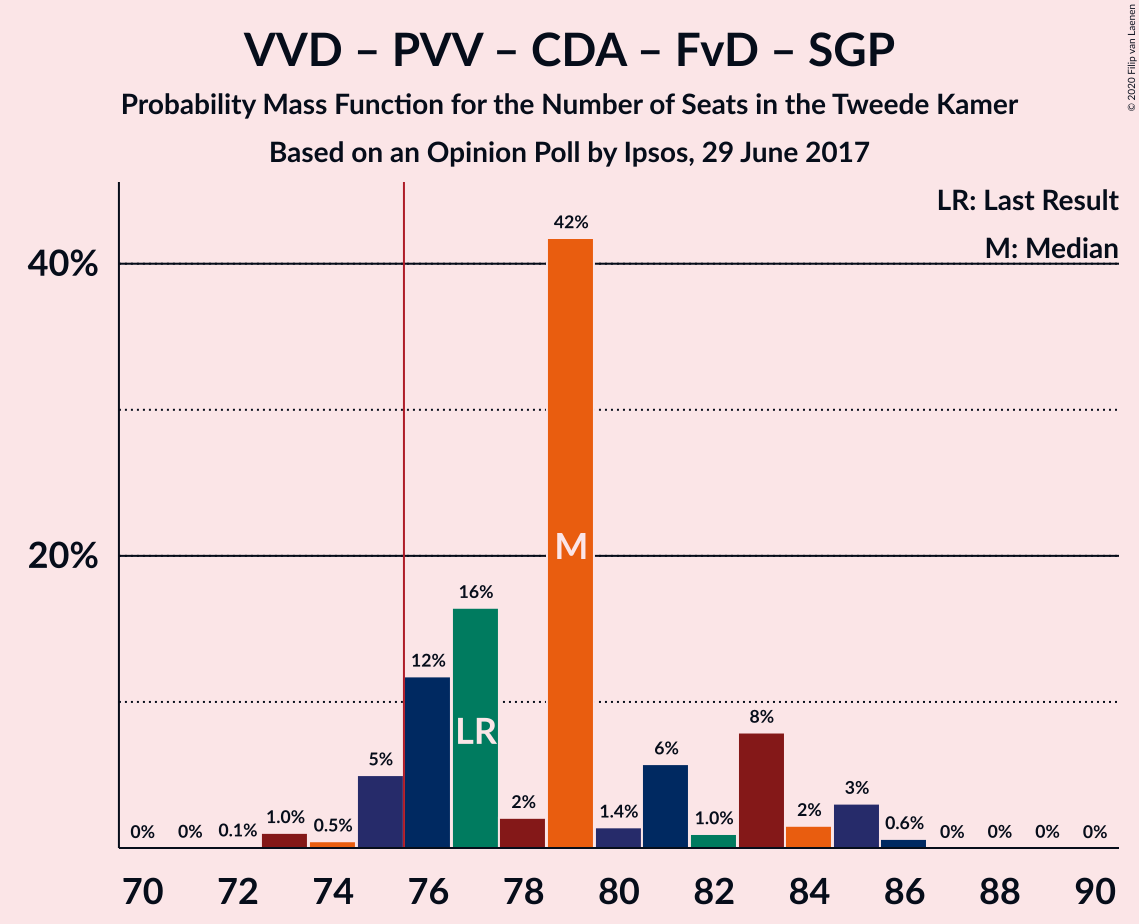 VVD – PVV – CDA – FvD – SGP
Probability Mass Function for the Number of Seats in the Tweede Kamer
Based on an Opinion Poll by Ipsos, 29 June 2017
© 2020 Filip van Laenen
LR: Last Result
M: Median
40%
20%
0%
0%
0.1%
1.0%
0.5%
5%
12%
16%
2%
42%
1.4%
6%
1.0%
8%
2%
3%
0.6%
0%
0%
0%
0%
LR
M
70 72 74 76 78 80 82 84 86 88 90